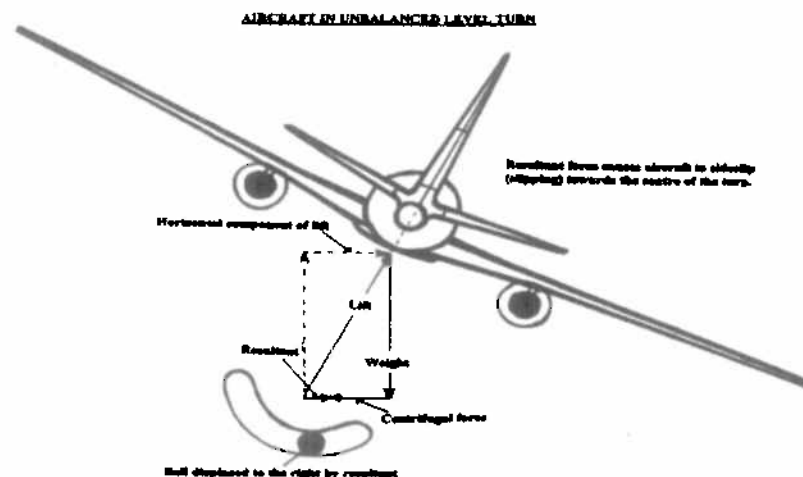 AIRCRAFT IN UNBALANCED LEVEL TURN
Resultant force causes aircraft to sideslip
(slipping) towards the centre of the turn.
Horizontal component of lift
Lift
Resultant
Weight
Centrifugal force
Ball displaced to the right by resultant